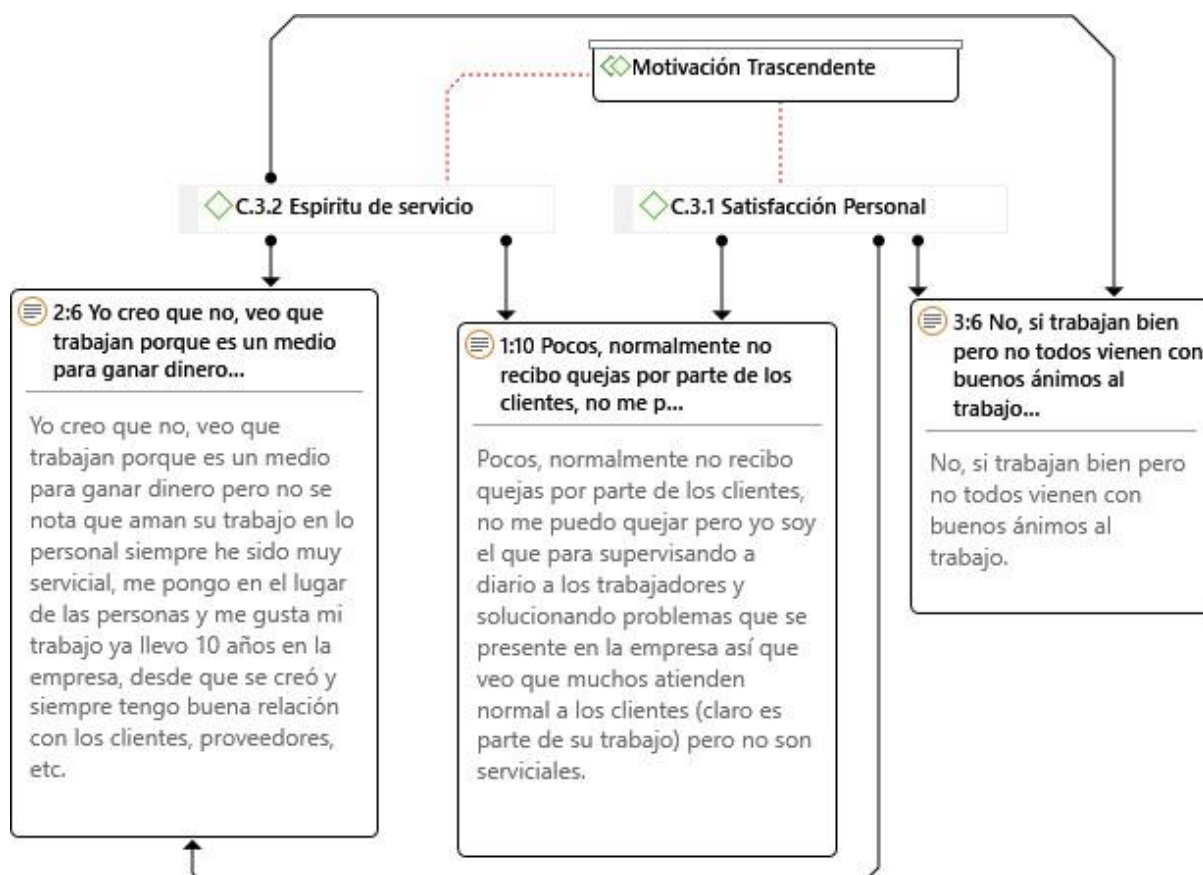 Motivación Trascendente
C.3.2 Espiritu de servicio
C.3.1 Satisfacción Personal
2:6 Yo creo que no, veo que
trabajan porque es un medio
para ganar dinero...
Yo creo que no, veo que
trabajan porque es un medio
para ganar dinero pero no se
nota que aman su trabajo en lo
personal siempre he sido muy
servicial, me pongo en el lugar
de las personas y me gusta mi
trabajo ya llevo 10 años en la
empresa, desde que se creó y
siempre tengo buena relación
con los clientes, proveedores,
etc.
1:10 Pocos, normalmente no
recibo quejas por parte de los
clientes, no me p...
Pocos, normalmente no recibo
quejas por parte de los clientes,
no me puedo quejar pero yo soy
el que para supervisando a
diario a los trabajadores y
solucionando problemas que se
presente en la empresa así que
veo que muchos atienden
normal a los clientes (claro es
parte de su trabajo) pero no son
serviciales.
3:6 No, si trabajan bien
pero no todos vienen con
buenos ánimos al
trabajo...
No, si trabajan bien pero
no todos vienen con
buenos ánimos al
trabajo.